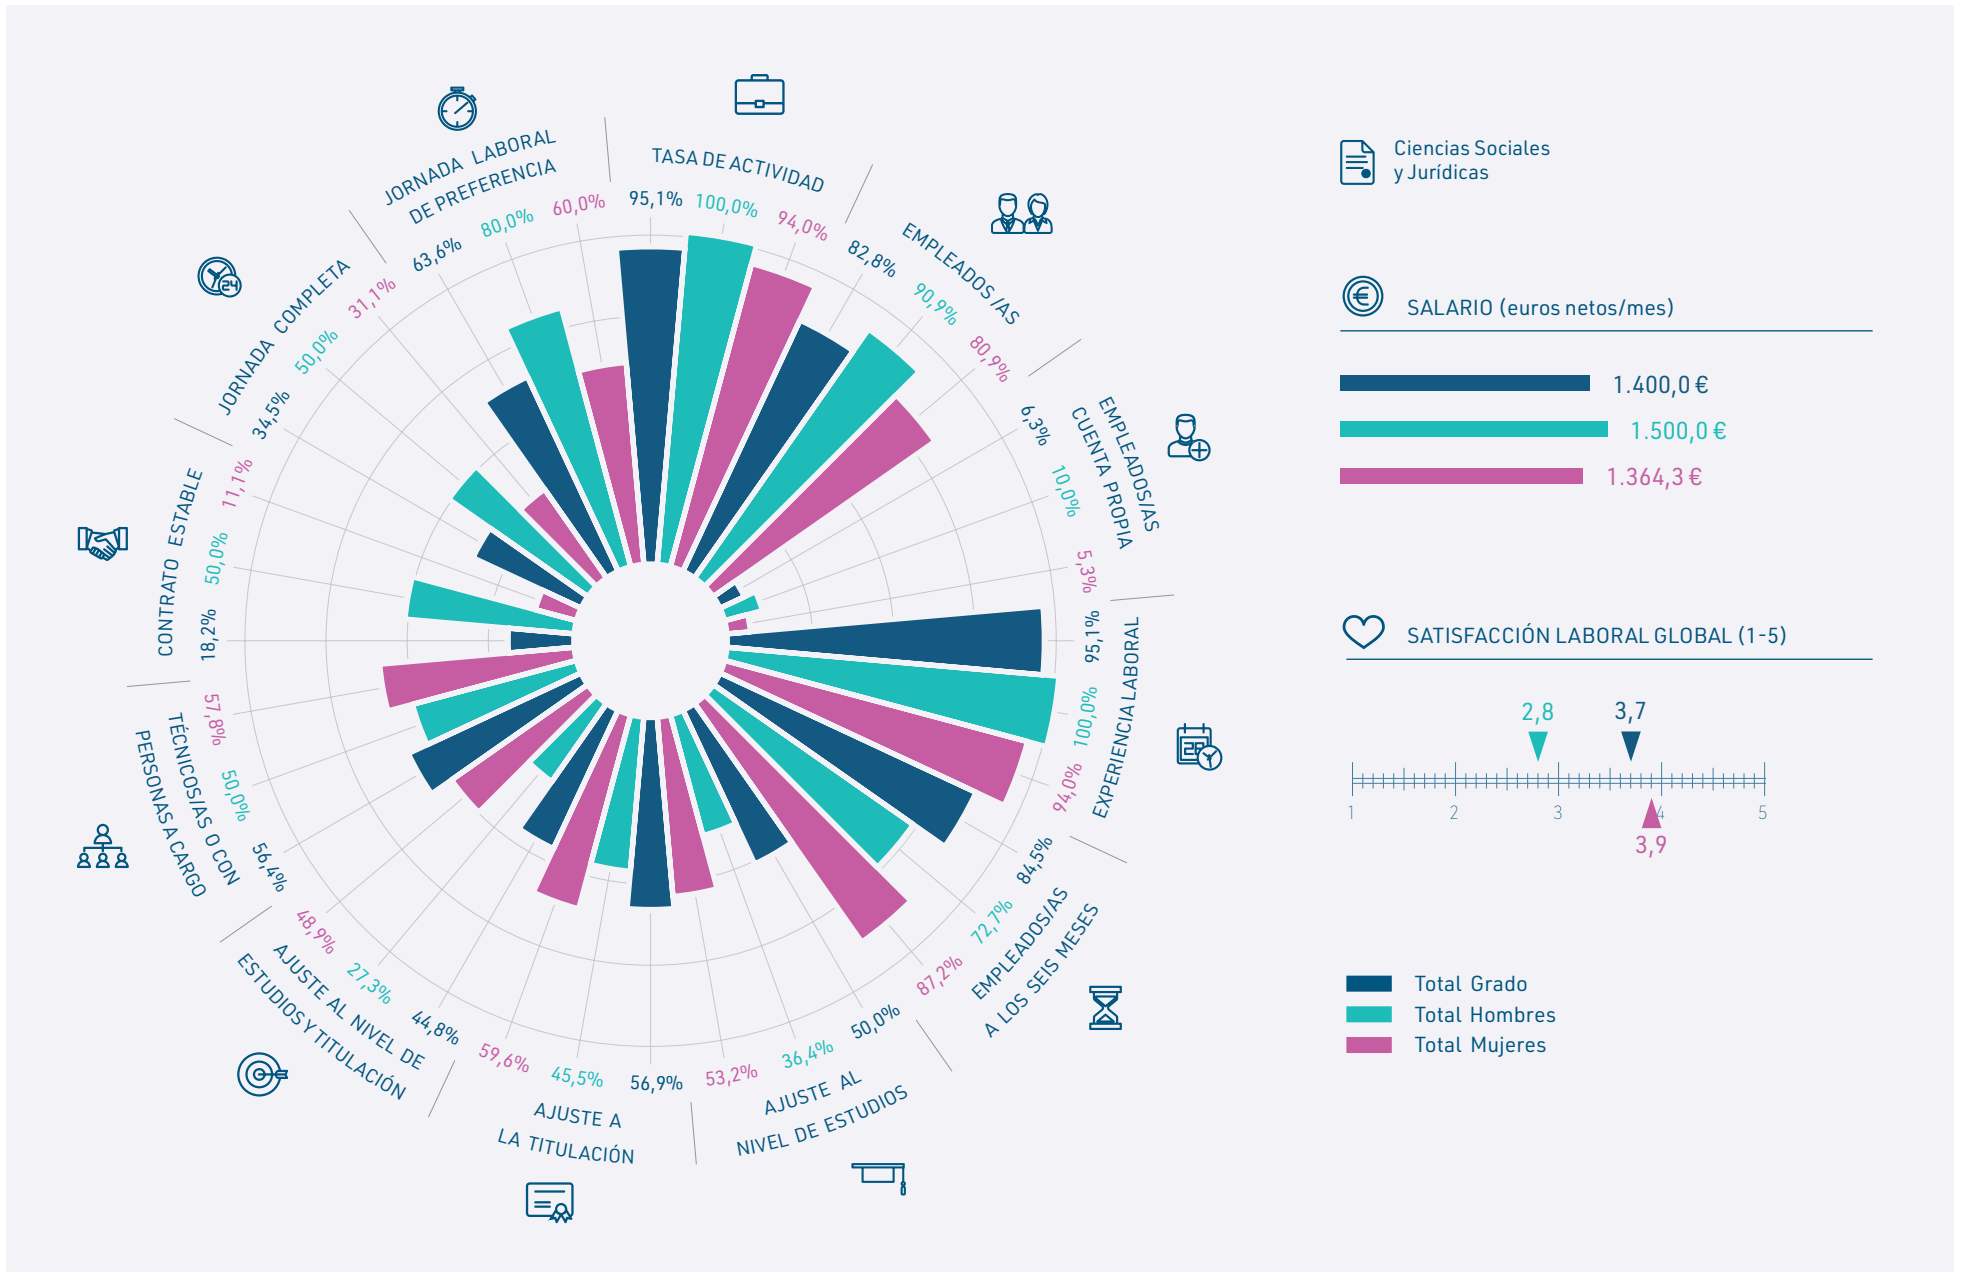 JORNADA LABORAL
DE PREFERENCIA
63,6%
80,0%
60,0%
TASA DE ACTIVIDAD
95,1%
100,0%
94,0%
EMPLEADOS /AS
82,8%
90,9%
80,9%
EMPLEADOS/AS
CUENTA PROPIA
6,3%
10,0%
5,3%
EXPERIENCIA LABORAL
95,1%
100,0%
94,0%
20
EMPLEADOS/AS
A LOS SEIS MESES
84,5%
72,7%
87,2%
AJUSTE AL
NIVEL DE ESTUDIOS
50,0%
36,4%
53,2%
AJUSTE A
LA TITULACIÓN
56,9%
45,5%
59,6%
AJUSTE AL NIVEL DE
ESTUDIOS Y TITULACIÓN
44,8%
27,3%
48,9%
TÉCNICOS/AS O CON
PERSONAS A CARGO
56,4%
50,0%
57,8%
CONTRATO ESTABLE
18,2%
50,0%
11,1%
JORNADA COMPLETA
24
34,5%
50,0%
31,1%
Ciencias Sociales
y Jurídicas
SALARIO (euros netos/mes)
€
1.400,0 €
1.500,0 €
1.364,3 €
SATISFACCIÓN LABORAL GLOBAL (1-5)
2,8 3,7
1 2 3 4 5
3,9
Total Grado
Total Hombres
Total Mujeres